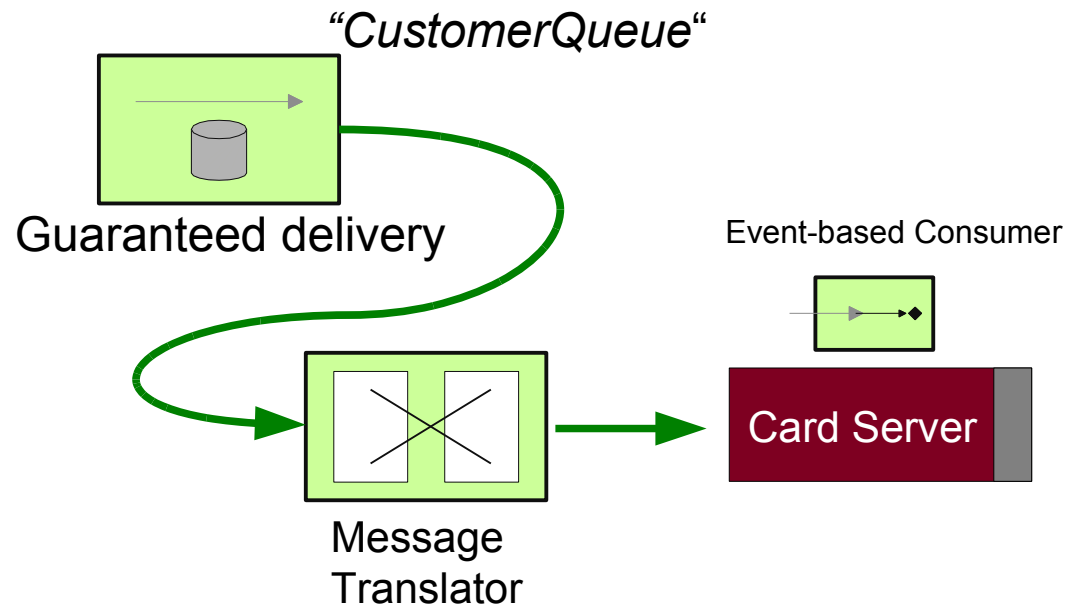 “CustomerQueue“
Guaranteed delivery
Event-based Consumer
Card Server
Message
Translator